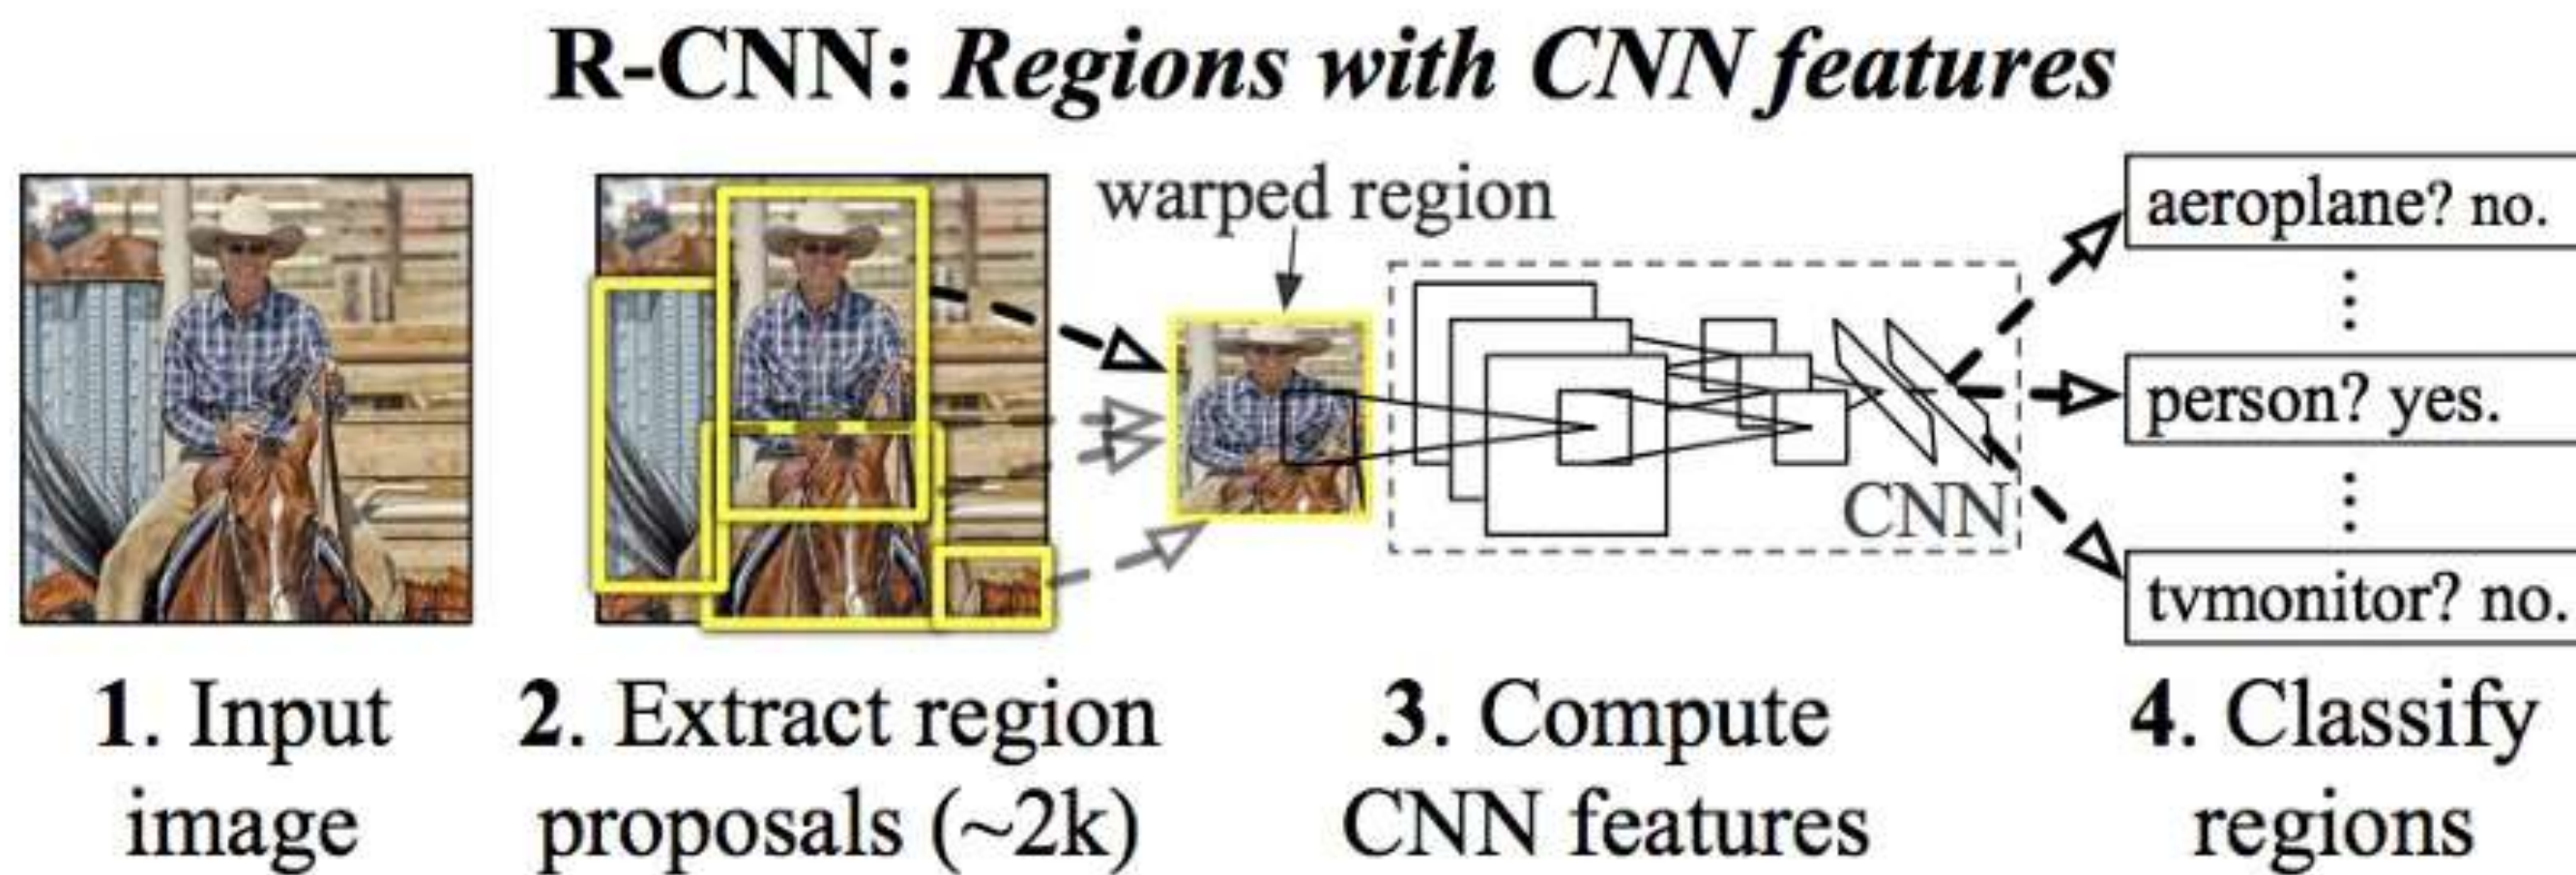 R-CNN: Regions with CNN features
warped region
aeroplane? no.
person? yes.
tvmonitor? no.
CNN
1. Input
image
2. Extract region
proposals (~2k)
3. Compute
CNN features
4. Classify
regions